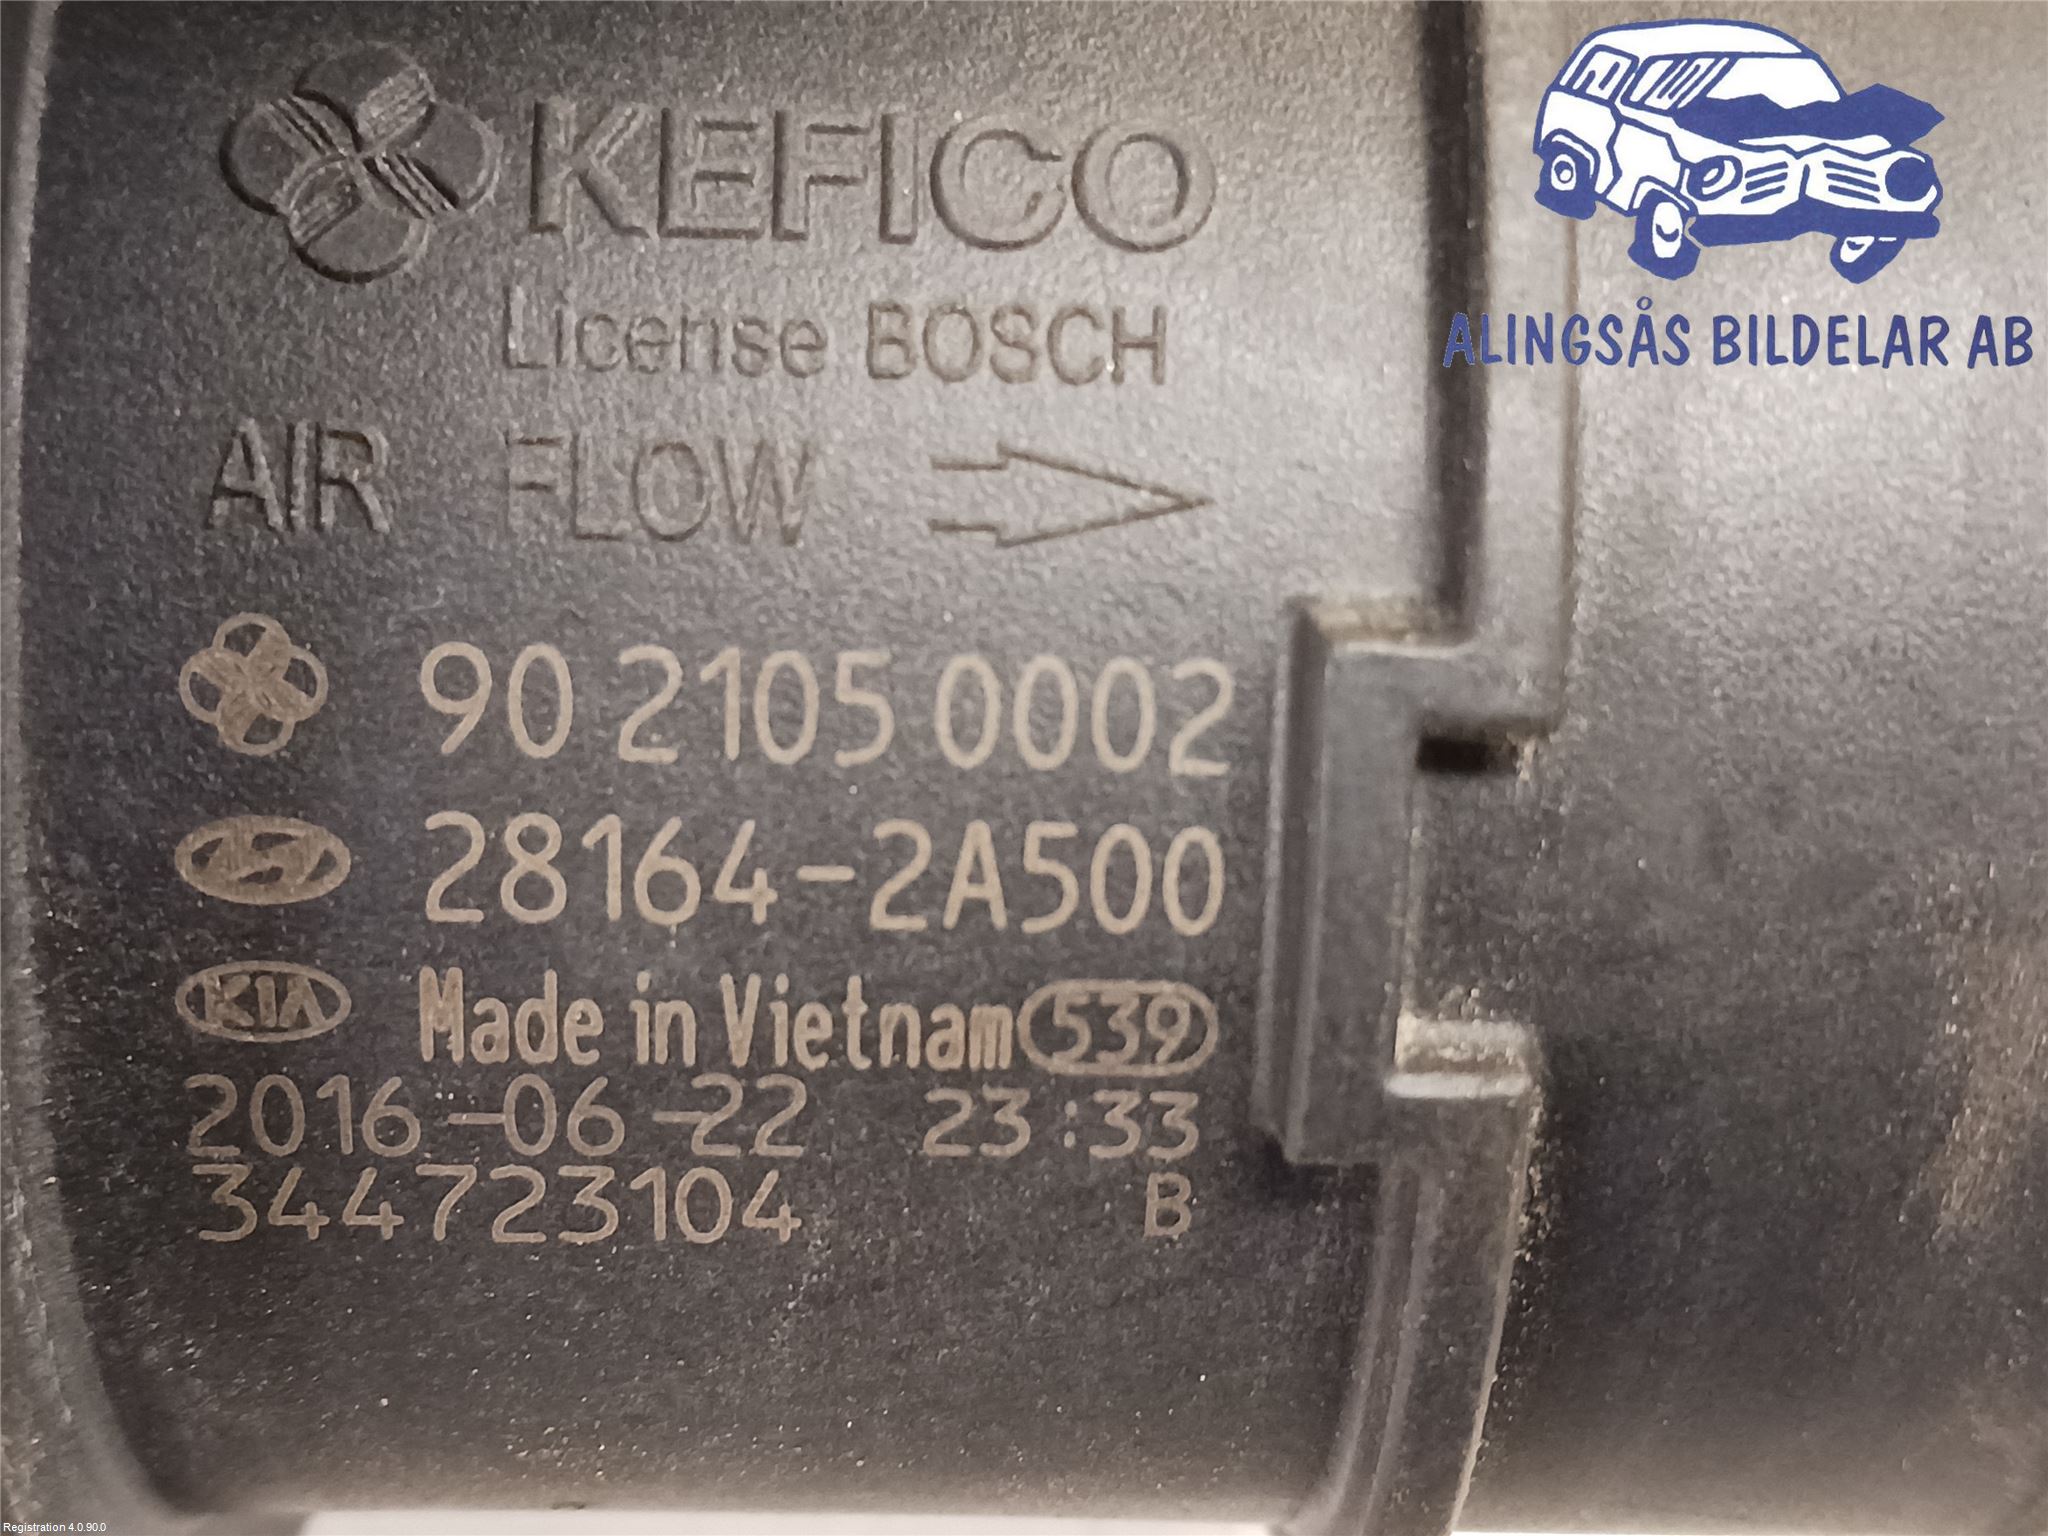 KEFICO
License BOSCH
AIR FLOW
90 2105 0002
28164-2A500
KIA Made in Vietnam 539
2016-06-22 23:33
344723104 B
ALINGSÅS BILDELAR AB
Registration 4.0.90.0